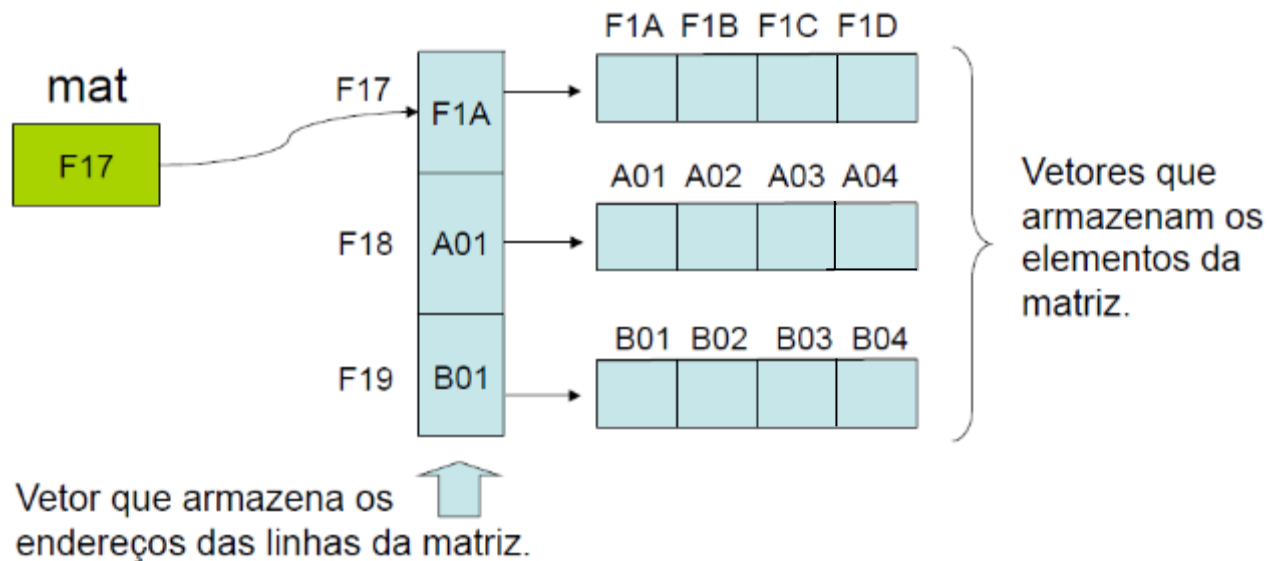 F1A F1B F1C F1D
mat
F17
F1A
F17
A01 A02 A03 A04
Vetores que
armazenam os
elementos da
matriz.
F18
A01
B01 B02 B03 B04
F19
B01
Vetor que armazena os
endereços das linhas da matriz.